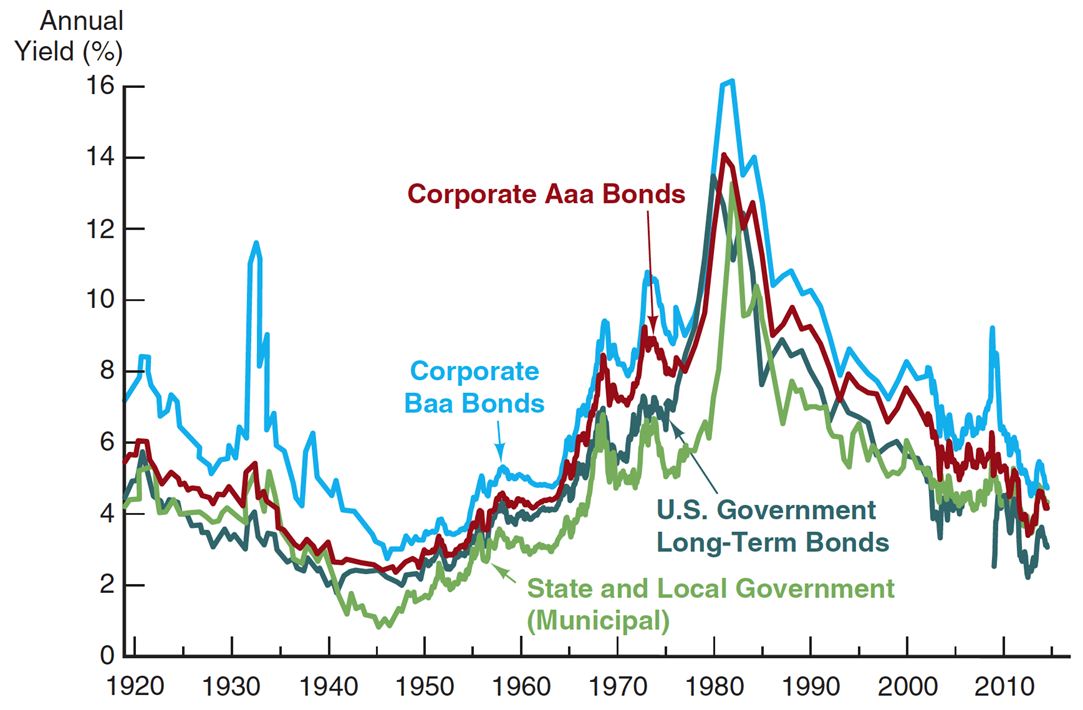 Annual
Yield (%)
16
14
12
10
8
6
4
2
0
Corporate Aaa Bonds
Corporate
Baa Bonds
U.S. Government
Long-Term Bonds
State and Local Government
(Municipal)
1920 1930 1940 1950 1960 1970 1980 1990 2000 2010